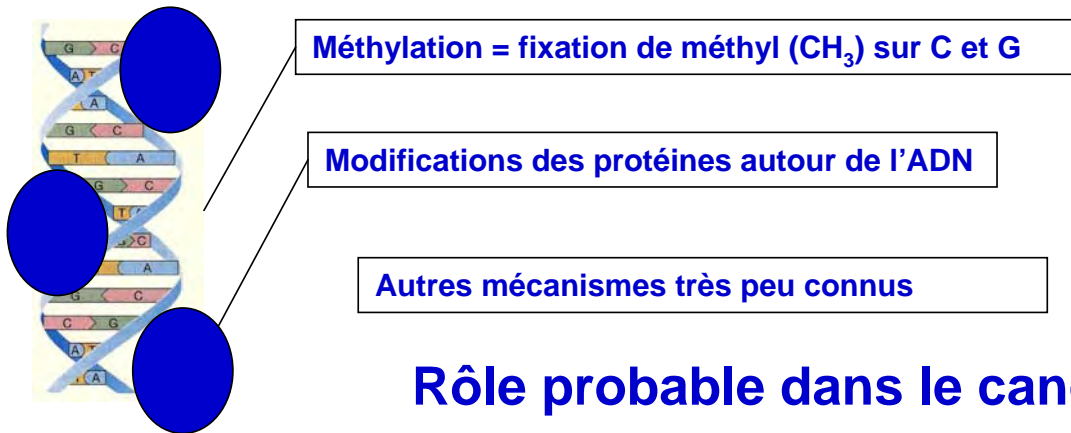 G C
A T
A
G C
T A
G C
T A
G C
A
G C
C G
A T
A
Méthylation = fixation de méthyl (CH₃) sur C et G
Modifications des protéines autour de l'ADN
Autres mécanismes très peu connus
Rôle probable dans le